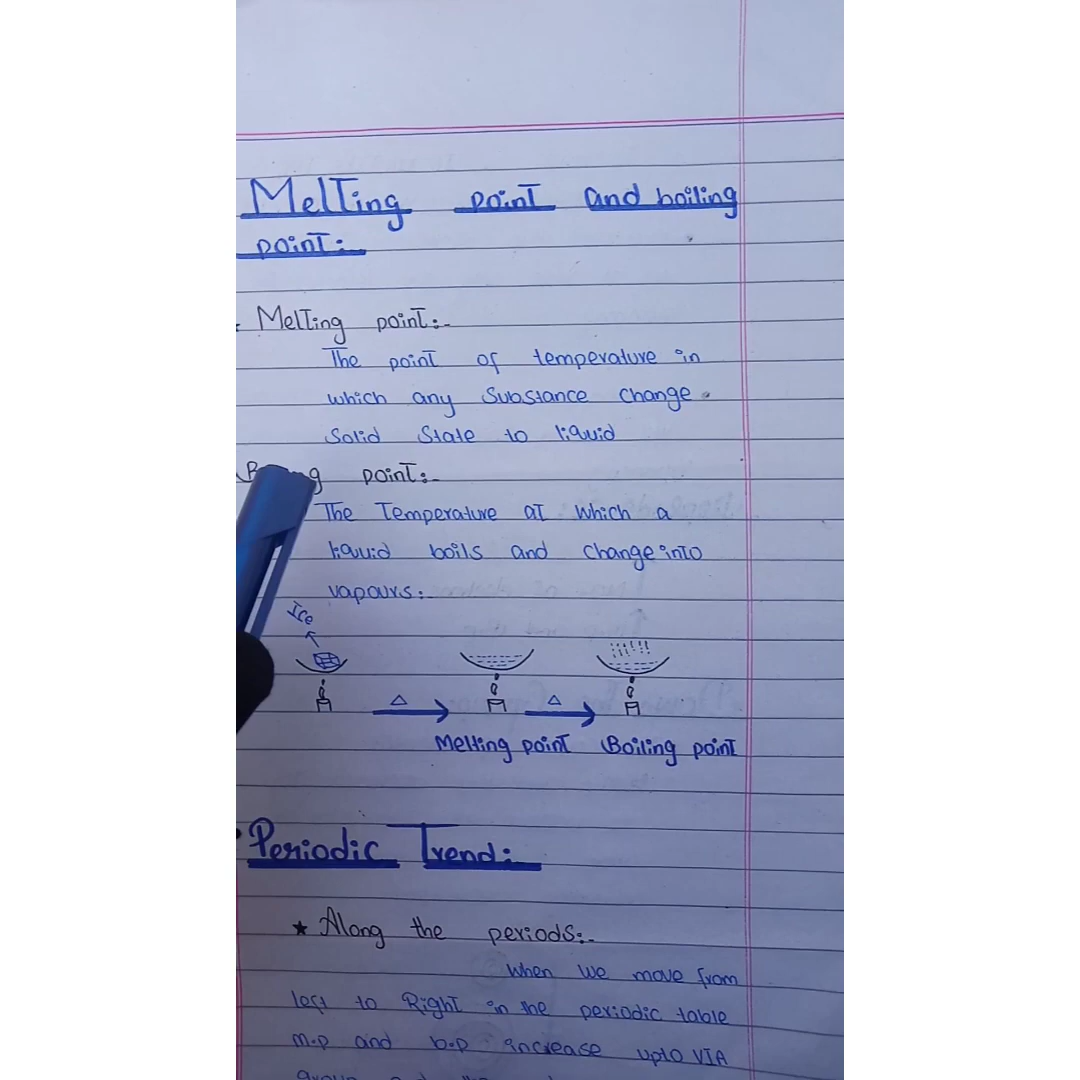 Melting point and boiling
point:
Melting point:-
The point of temperature in
which any Substance change
Solid State to liquid
point:-
The Temperature at which a
liquid boils and change into
vapours:
Ice
△ △
Melting point Boiling point
Periodic Trend:
★ Along the periods:-
When we move from
left to Right in the periodic table
m.p and b.p increase upto VIA